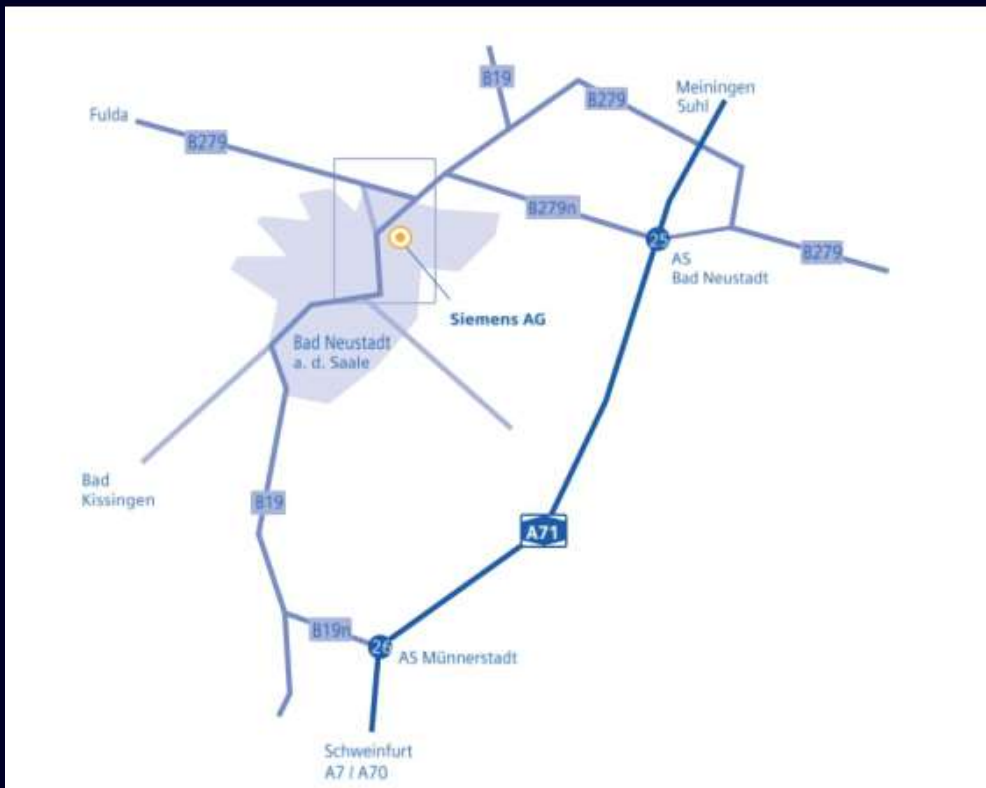 B19
Meiningen
Suhl
B279
Fulda
B279
B279n
25
AS
Bad Neustadt
B279
Siemens AG
Bad Neustadt
a. d. Saale
Bad
Kissingen
B19
A71
B19n
26
AS Münnerstadt
Schweinfurt
A7 / A70